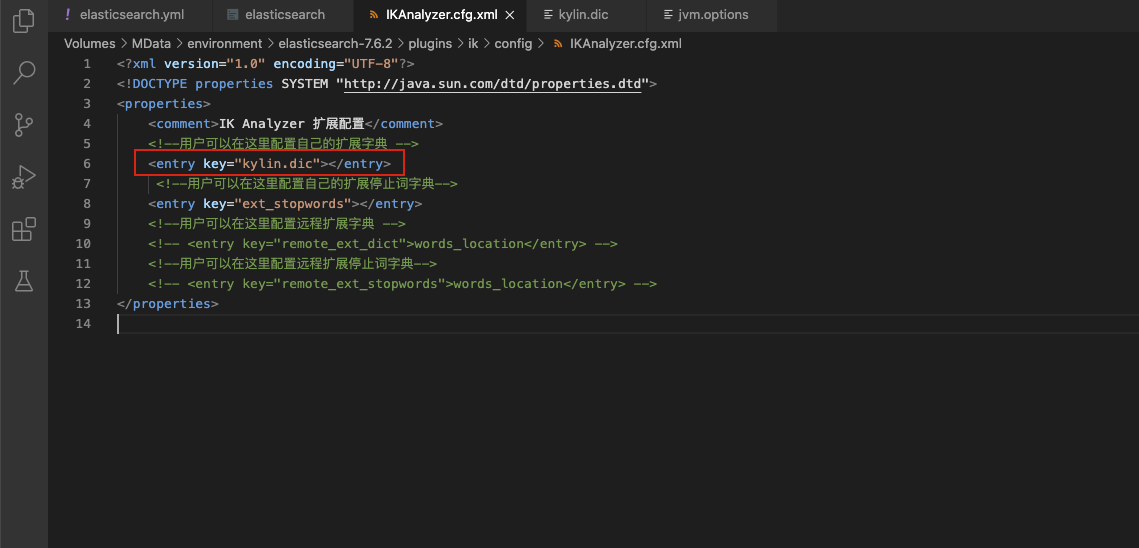 elasticsearch.yml elasticsearch IKAnalyzer.cfg.xml kylin.dic jvm.options
Volumes > MData > environment > elasticsearch-7.6.2 > plugins > ik > config > IKAnalyzer.cfg.xml
1 <?xml version="1.0" encoding="UTF-8"?>
2 <!DOCTYPE properties SYSTEM "http://java.sun.com/dtd/properties.dtd">
3 <properties>
4 <comment>IK Analyzer 扩展配置</comment>
5 <!--用户可以在这里配置自己的扩展字典 -->
6 <entry key="kylin.dic"></entry>
7 <!--用户可以在这里配置自己的扩展停止词字典-->
8 <entry key="ext_stopwords"></entry>
9 <!--用户可以在这里配置远程扩展字典 -->
10 <!-- <entry key="remote_ext_dict">words_location</entry> -->
11 <!--用户可以在这里配置远程扩展停止词字典-->
12 <!-- <entry key="remote_ext_stopwords">words_location</entry> -->
13 </properties>
14